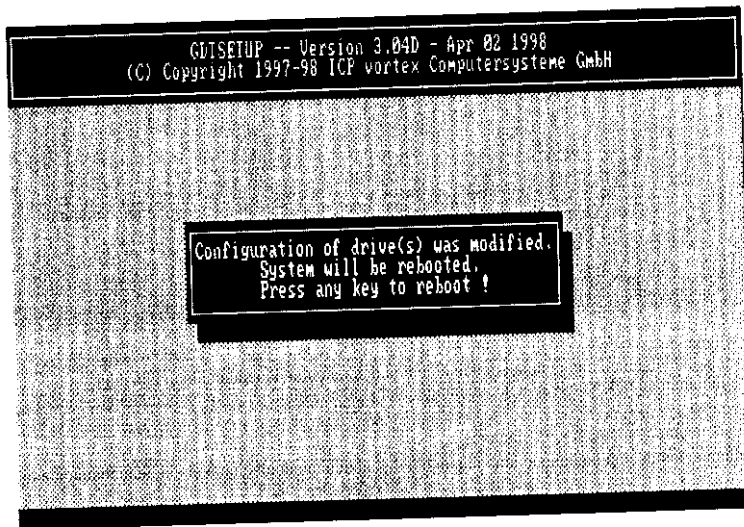 GDTSETUP -- Version 3.04D - Apr 02 1998
(C) Copyright 1997-98 ICP vortex Computersysteme GmbH
Configuration of drive(s) was modified.
System will be rebooted.
Press any key to reboot !